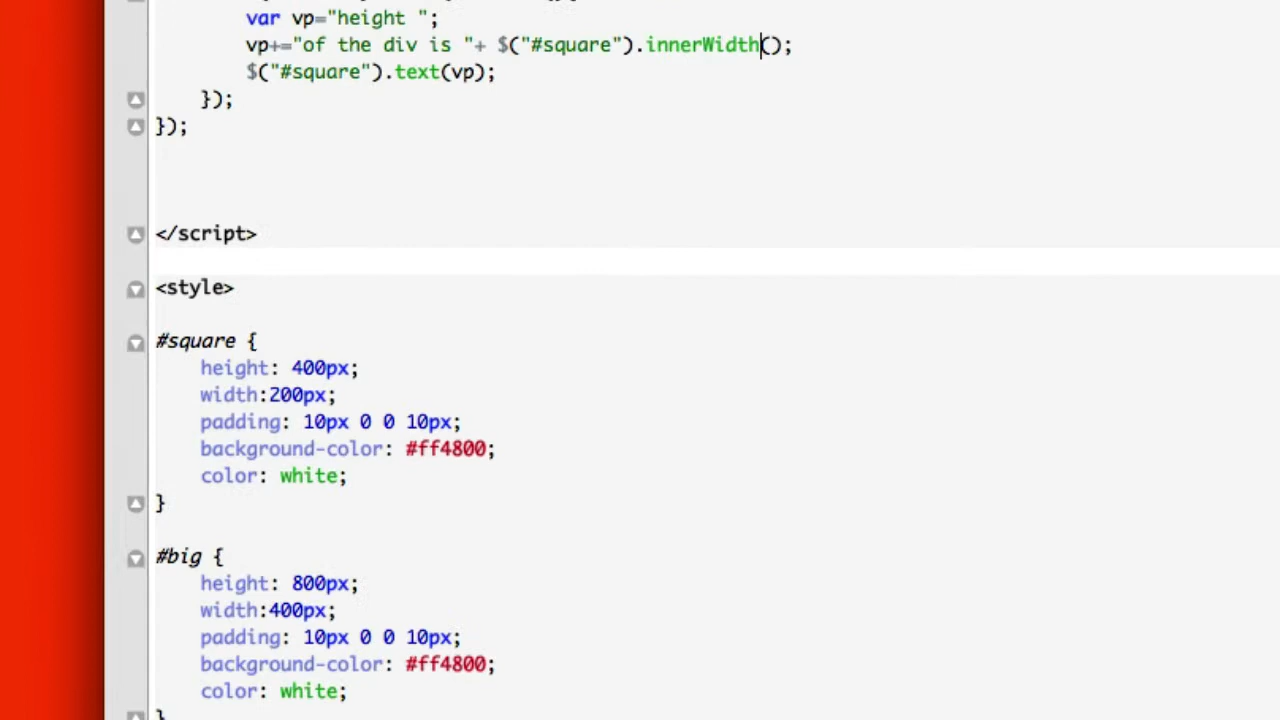 var vp="height ";
vp+="of the div is "+ $("#square").innerWidth();
$("#square").text(vp);
});
});
</script>
<style>
#square {
height: 400px;
width:200px;
padding: 10px 0 0 10px;
background-color: #ff4800;
color: white;
}
#big {
height: 800px;
width:400px;
padding: 10px 0 0 10px;
background-color: #ff4800;
color: white;
}